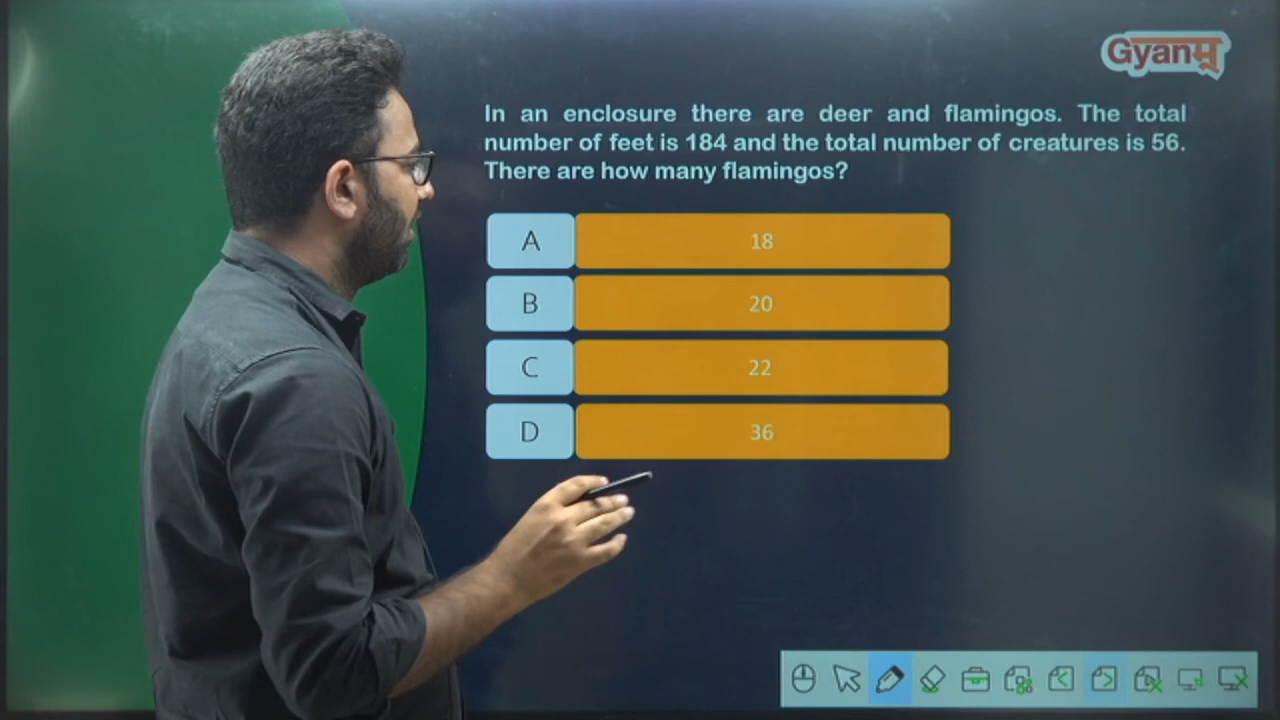 Gyanभू
In an enclosure there are deer and flamingos. The total
number of feet is 184 and the total number of creatures is 56.
There are how many flamingos?
A 18
B 20
C 22
D 36